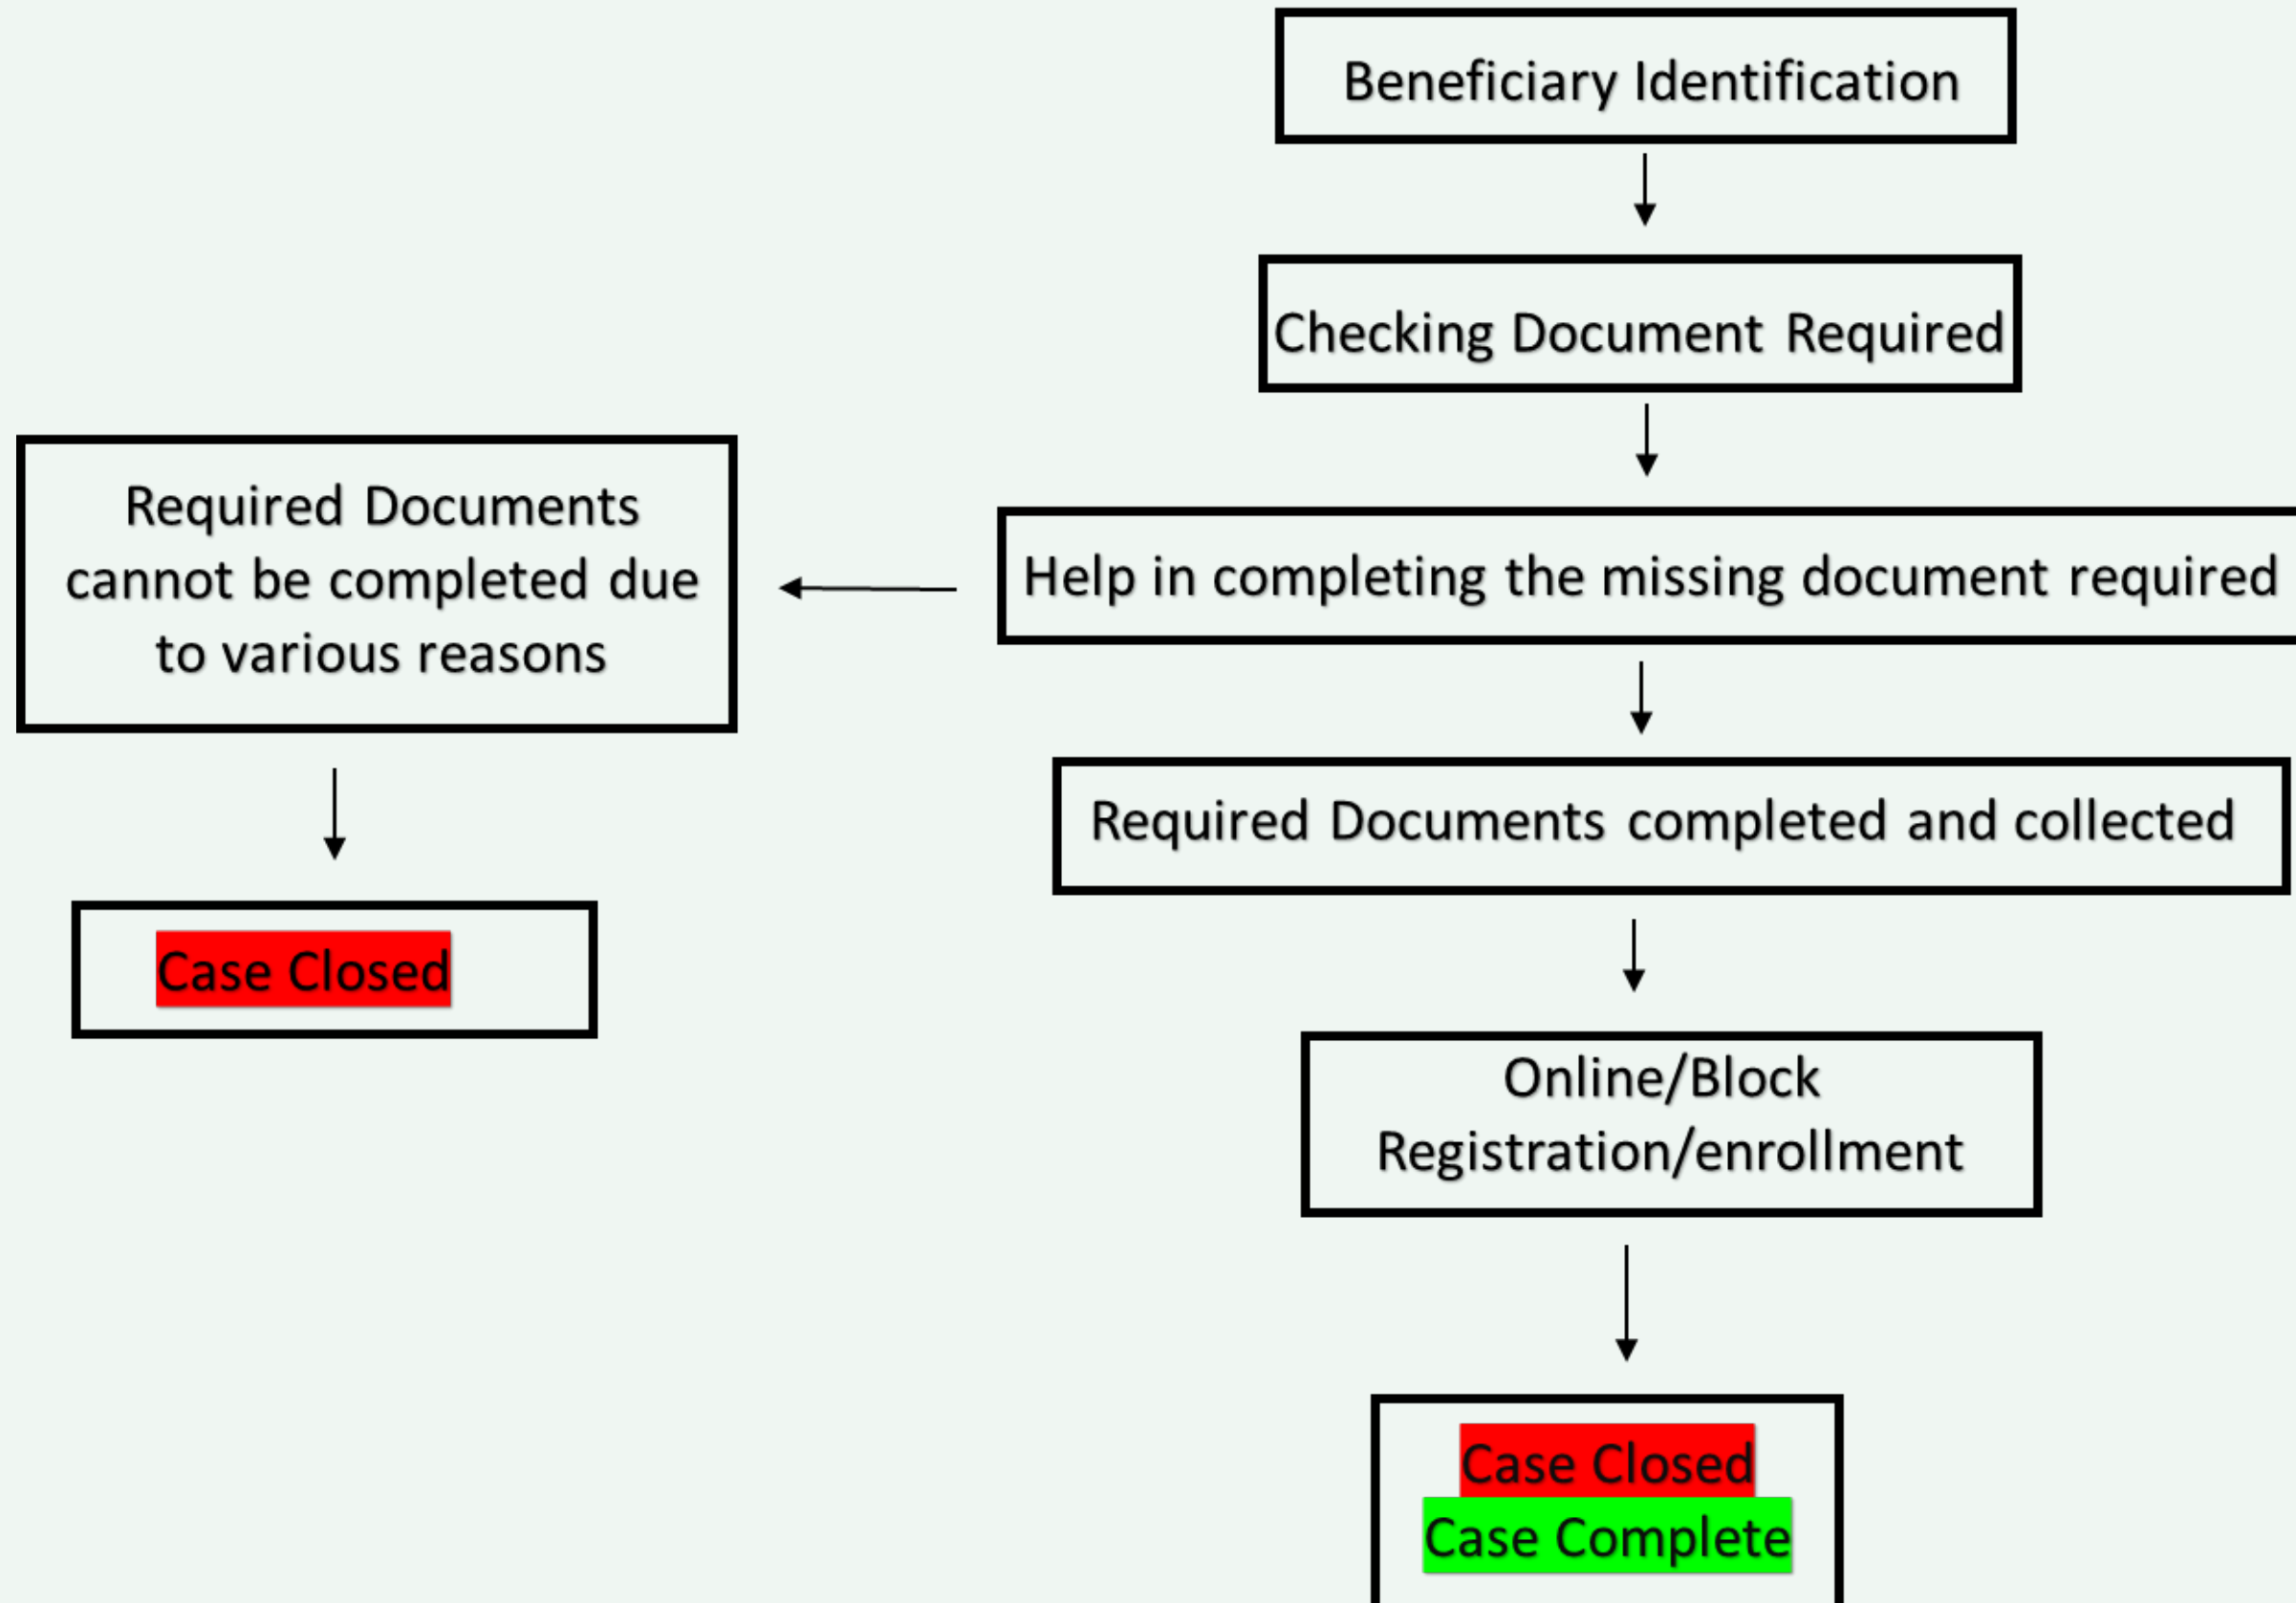 Beneficiary Identification
Checking Document Required
Help in completing the missing document required
Required Documents
cannot be completed due
to various reasons
Case Closed
Required Documents completed and collected
Online/Block
Registration/enrollment
Case Closed
Case Complete